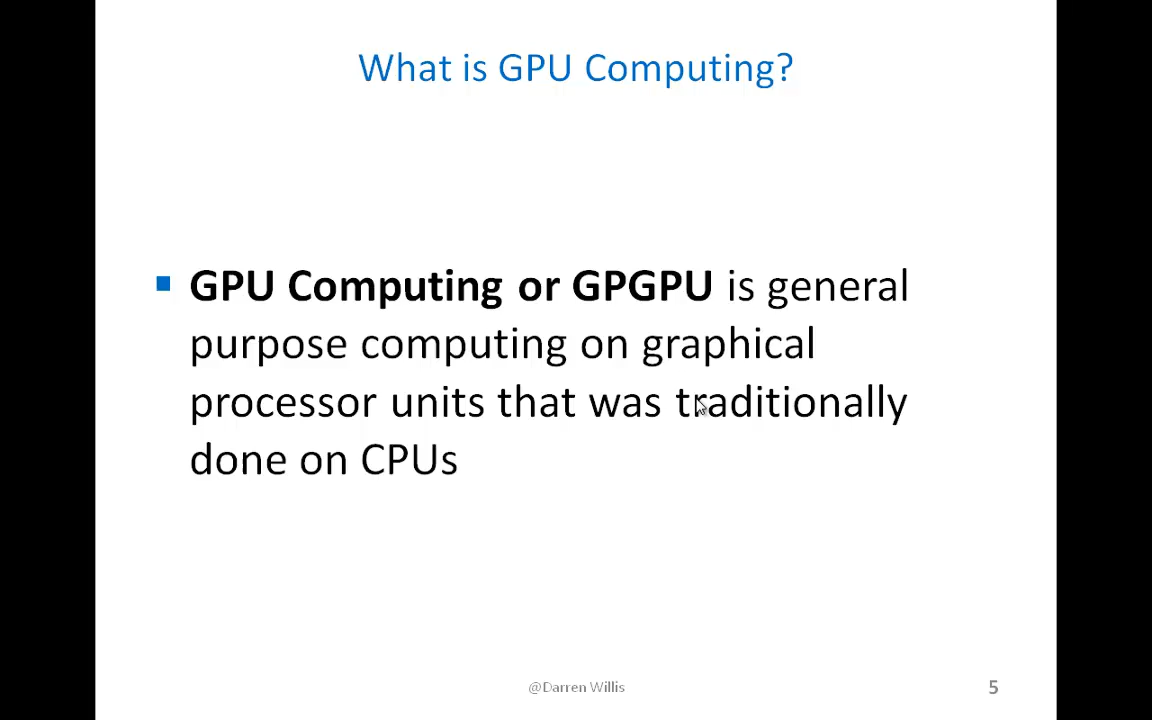 What is GPU Computing?
GPU Computing or GPGPU is general
purpose computing on graphical
processor units that was traditionally
done on CPUs
@Darren Willis
5